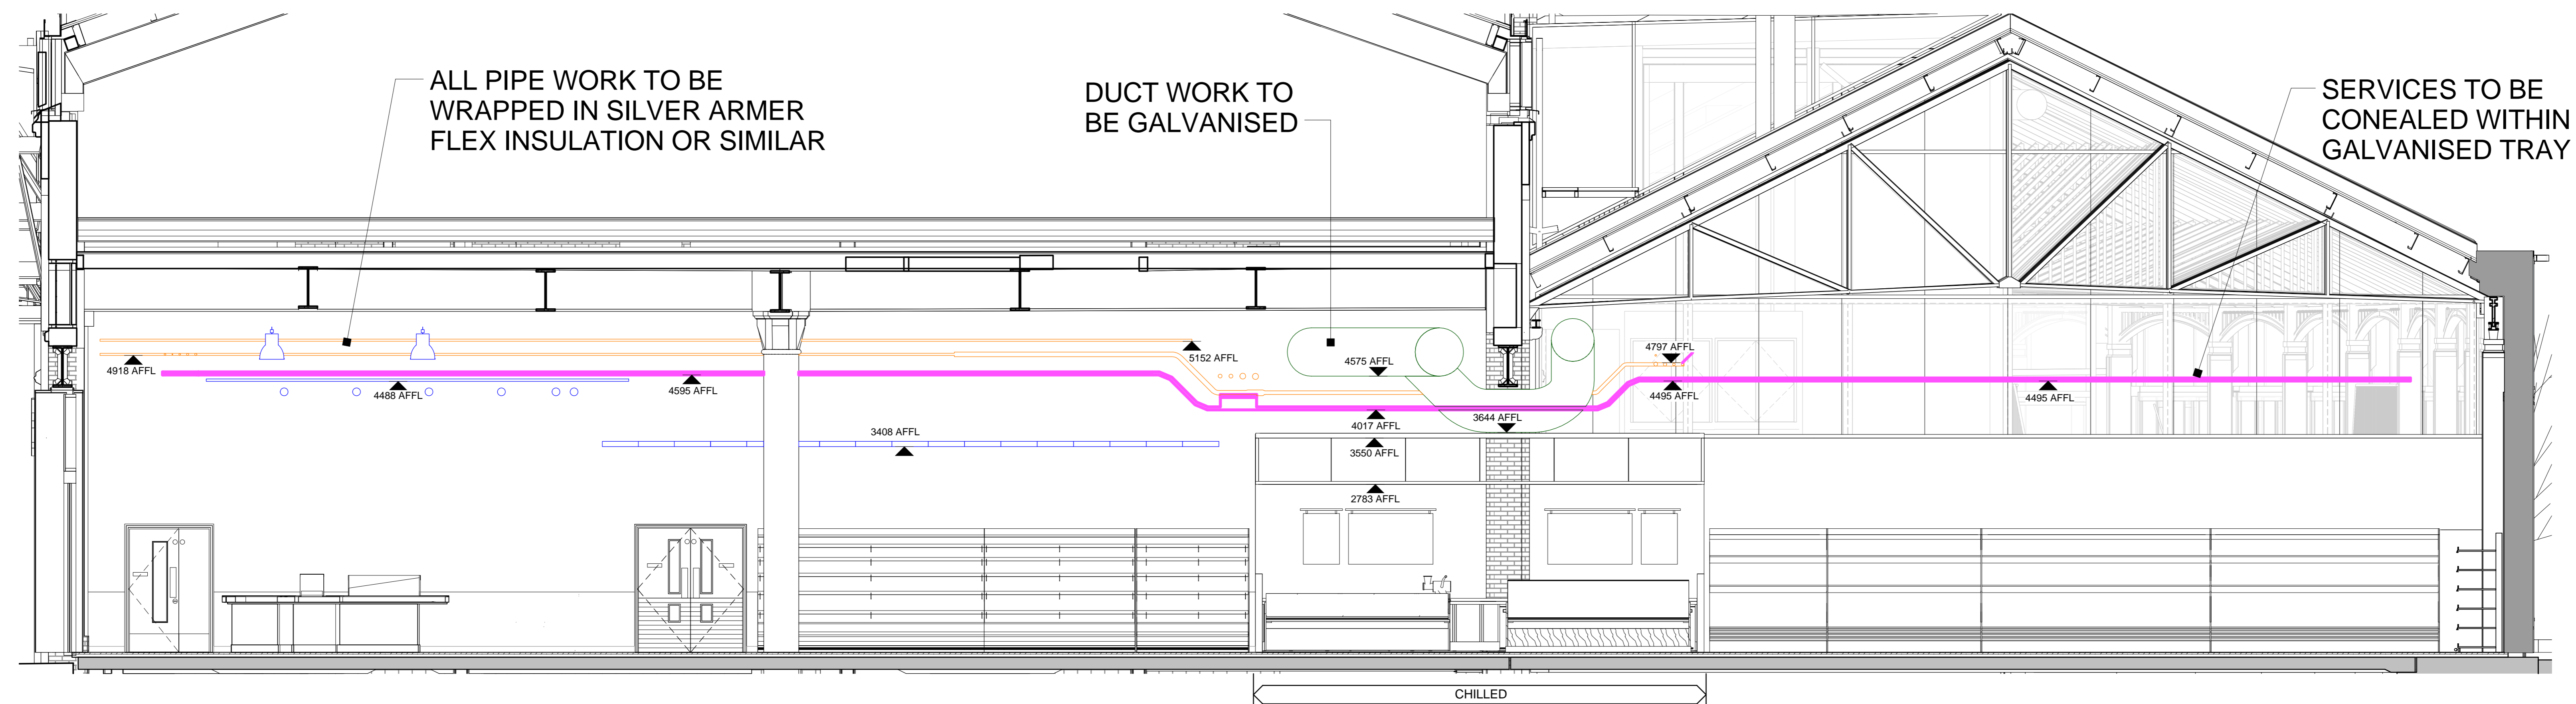 ALL PIPE WORK TO BE
WRAPPED IN SILVER ARMER
FLEX INSULATION OR SIMILAR
DUCT WORK TO
BE GALVANISED
SERVICES TO BE
CONEALED WITHIN
GALVANISED TRAY
4918 AFFL
4488 AFFL
4595 AFFL
3408 AFFL
5152 AFFL
4575 AFFL
4017 AFFL
3644 AFFL
3550 AFFL
2783 AFFL
4797 AFFL
4495 AFFL
4495 AFFL
CHILLED